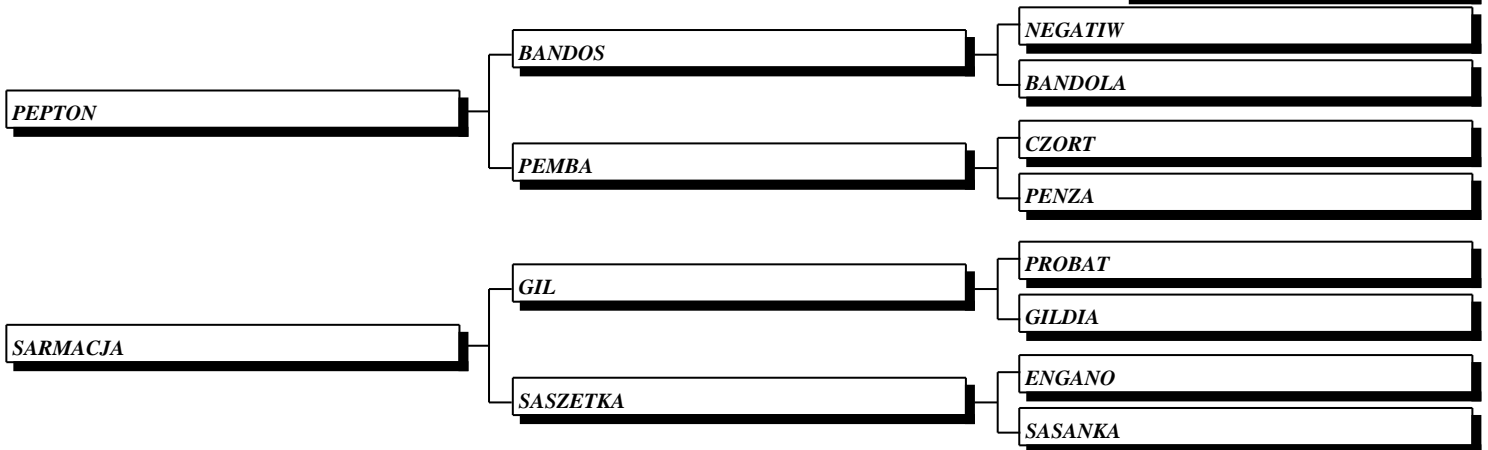 NEGATIW
BANDOS
BANDOLA
PEPTON
CZORT
PEMBA
PENZA
PROBAT
GIL
GILDIA
SARMACJA
ENGANO
SASZETKA
SASANKA